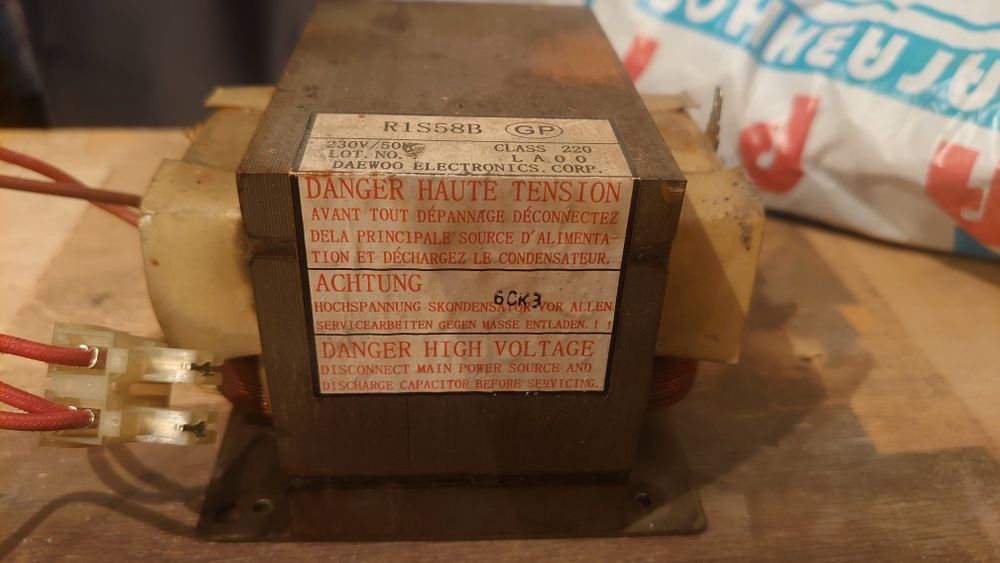 R1S58B GP
230V/50 CLASS 220
LOT. NO. L A 0 0
DAEWOO ELECTRONICS. CORP.
DANGER HAUTE TENSION
AVANT TOUT DÉPANNAGE DÉCONNECTEZ
DELA PRINCIPALE SOURCE D'ALIMENTA-
TION ET DÉCHARGEZ LE CONDENSATEUR.
ACHTUNG
6CK3
HOCHSPANNUNG SKONDENSATOR VOR ALLEN
SERVICEARBEITEN GEGEN MASSE ENTLADEN. ! !
DANGER HIGH VOLTAGE
DISCONNECT MAIN POWER SOURCE AND
DISCHARGE CAPACITOR BEFORE SERVICING.